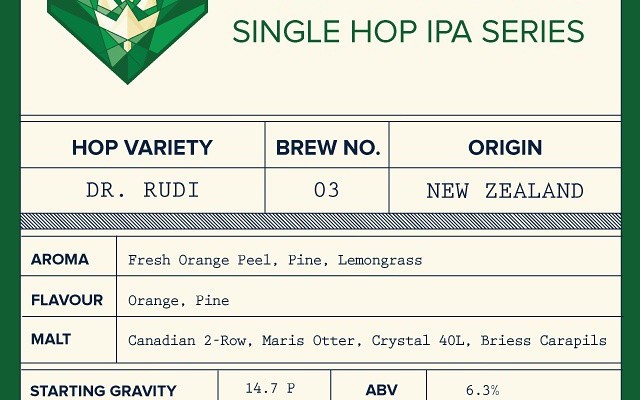 SINGLE HOP IPA SERIES
HOP VARIETY BREW NO. ORIGIN
DR. RUDI 03 NEW ZEALAND
AROMA Fresh Orange Peel, Pine, Lemongrass
FLAVOUR Orange, Pine
MALT Canadian 2-Row, Maris Otter, Crystal 40L, Briess Carapils
STARTING GRAVITY 14.7 P ABV 6.3%